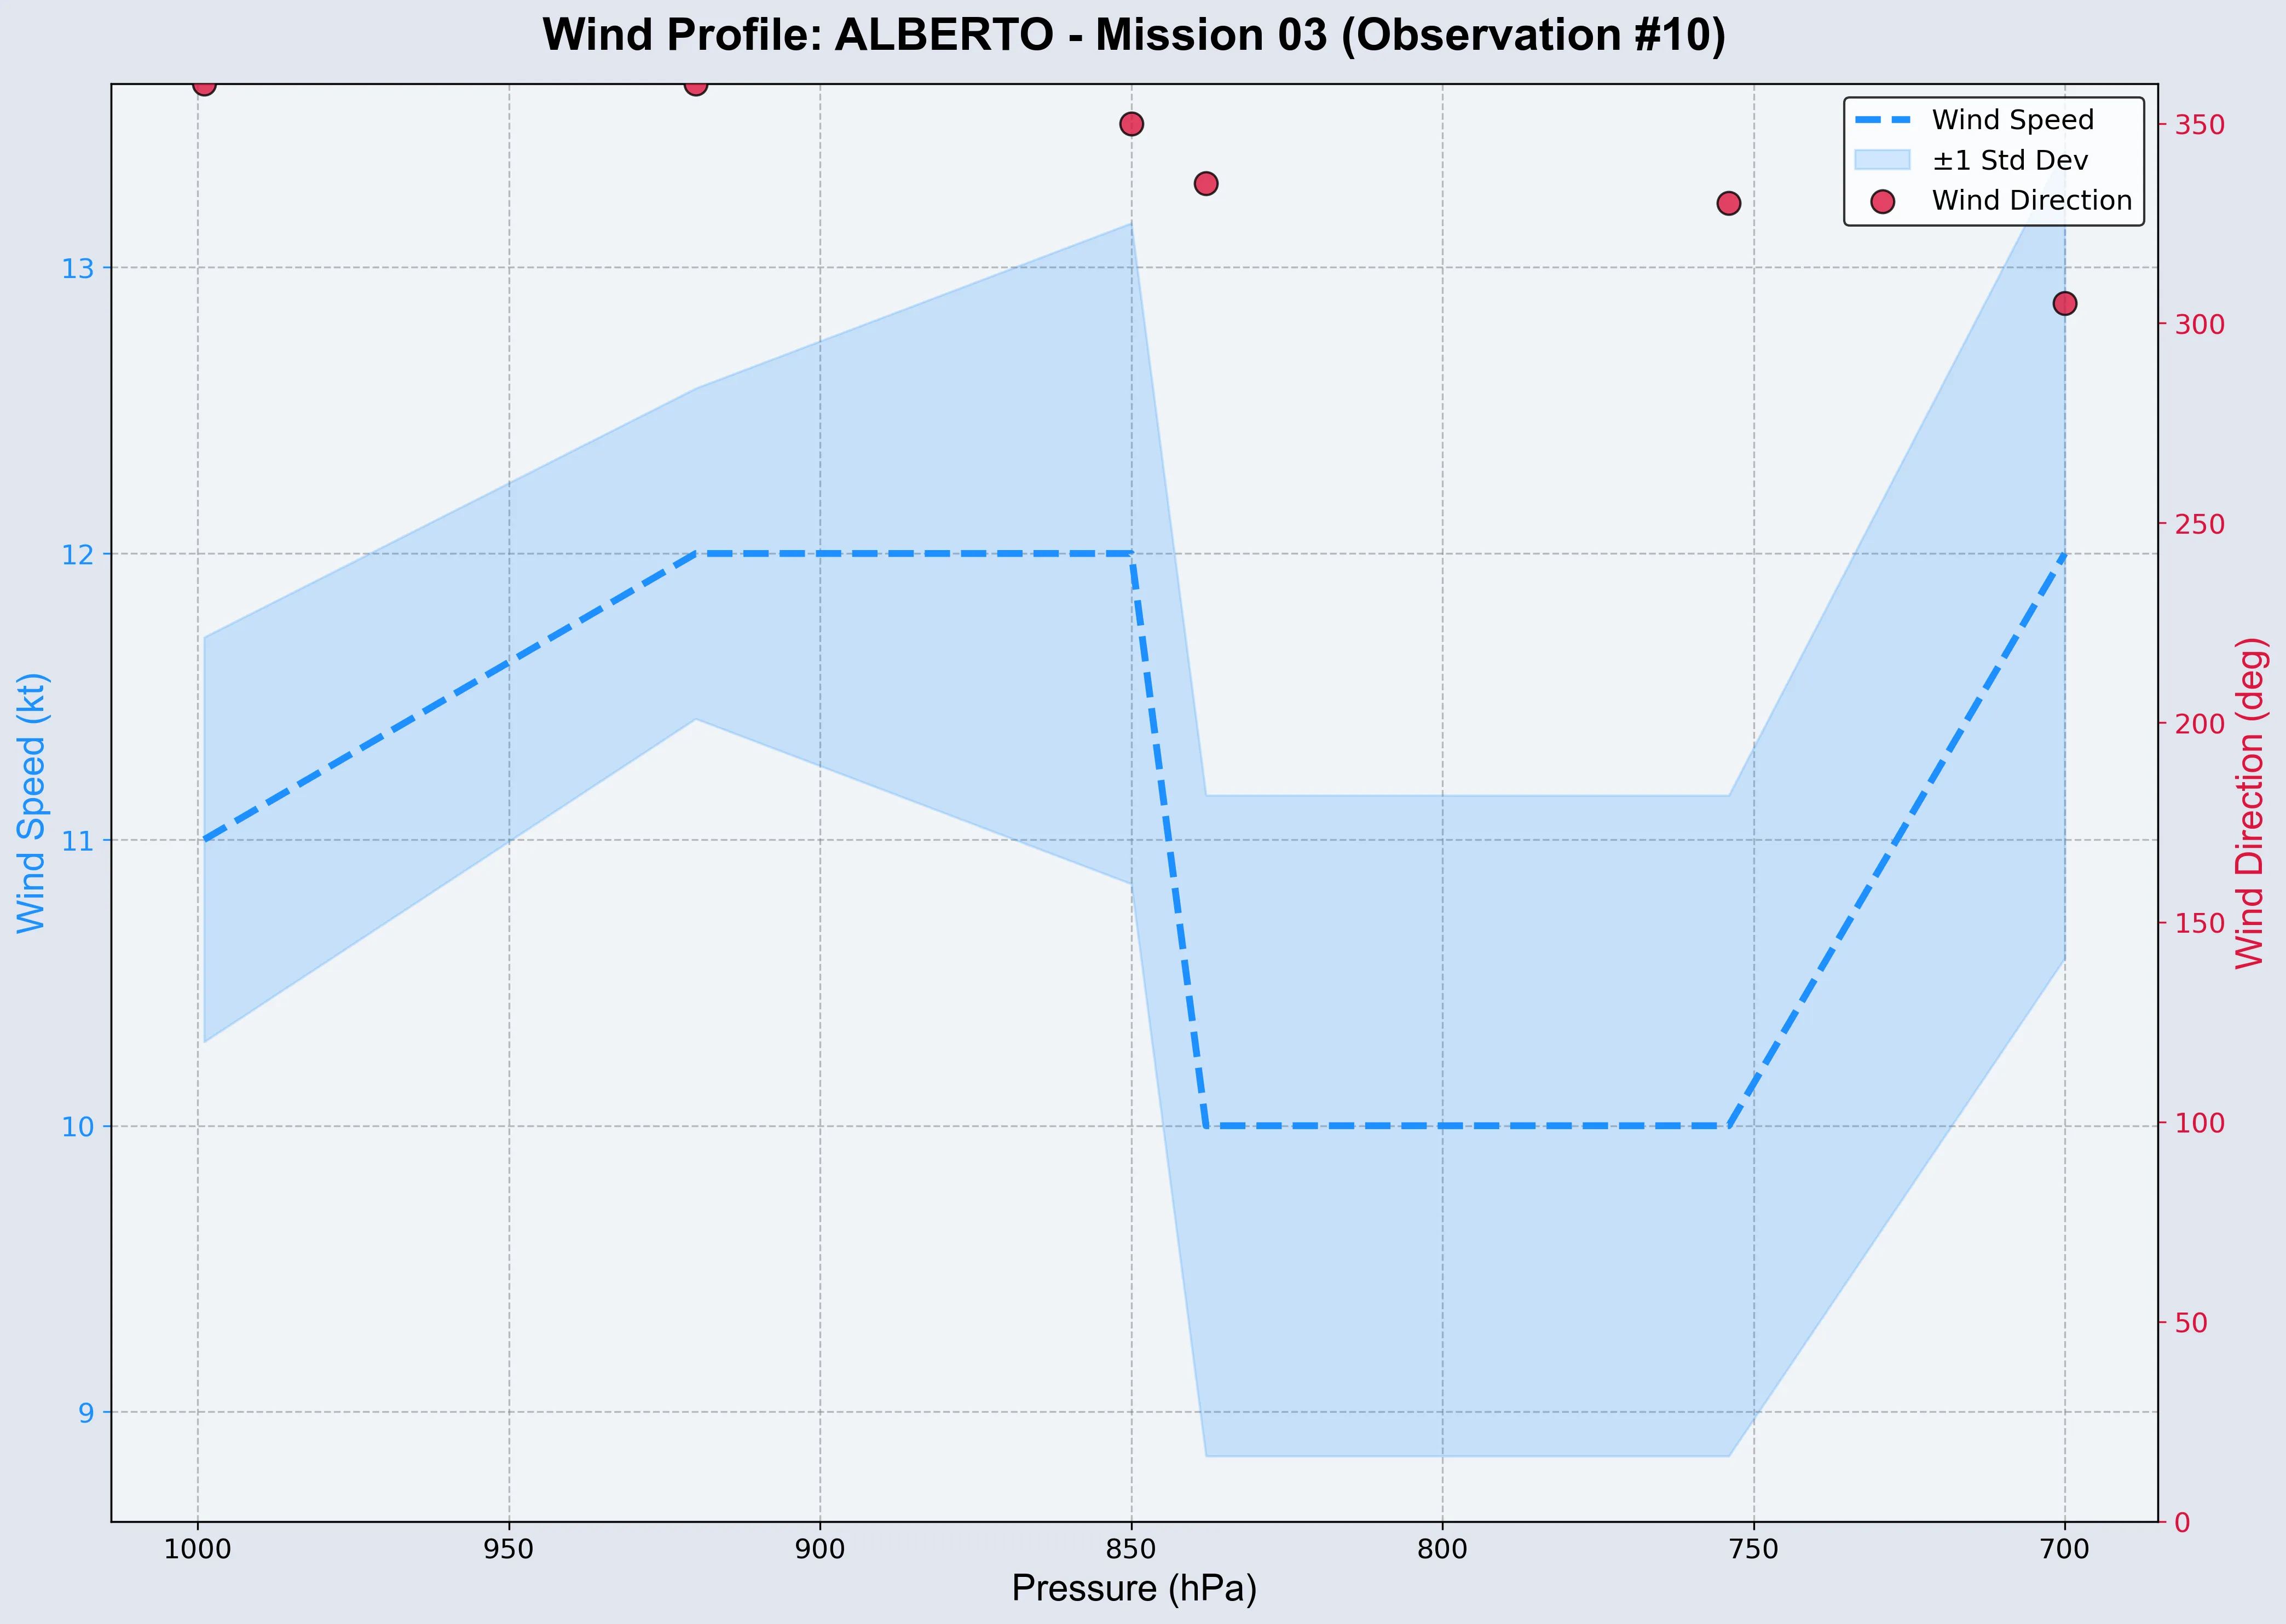 Wind Profile: ALBERTO - Mission 03 (Observation #10)
Wind Speed
±1 Std Dev
Wind Direction
13
12
11
10
9
Wind Speed (kt)
350
300
250
200
150
100
50
0
Wind Direction (deg)
1000 950 900 850 800 750 700
Pressure (hPa)